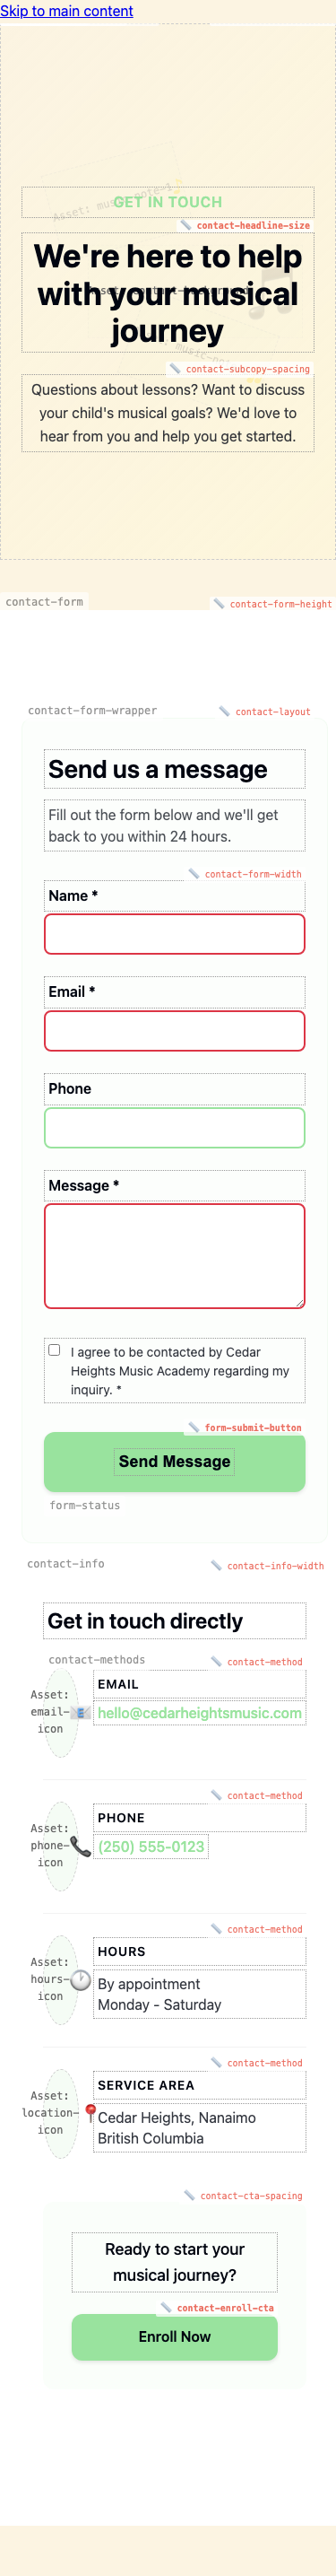 Skip to main content
Asset: music-note-1
GET IN TOUCH
contact-headline-size
We're here to help
with your musical
journey
contact-subcopy-spacing
Questions about lessons? Want to discuss
your child's musical goals? We'd love to
hear from you and help you get started.
contact-form
contact-form-height
contact-form-wrapper
contact-layout
Send us a message
Fill out the form below and we'll get
back to you within 24 hours.
contact-form-width
Name *
Email *
Phone
Message *
I agree to be contacted by Cedar
Heights Music Academy regarding my
inquiry. *
form-submit-button
Send Message
form-status
contact-info
contact-info-width
Get in touch directly
contact-methods
contact-method
Asset:
email-
icon
EMAIL
hello@cedarheightsmusic.com
contact-method
Asset:
phone-
icon
PHONE
(250) 555-0123
contact-method
Asset:
hours-
icon
HOURS
By appointment
Monday - Saturday
contact-method
Asset:
location-
icon
SERVICE AREA
Cedar Heights, Nanaimo
British Columbia
contact-cta-spacing
Ready to start your
musical journey?
contact-enroll-cta
Enroll Now